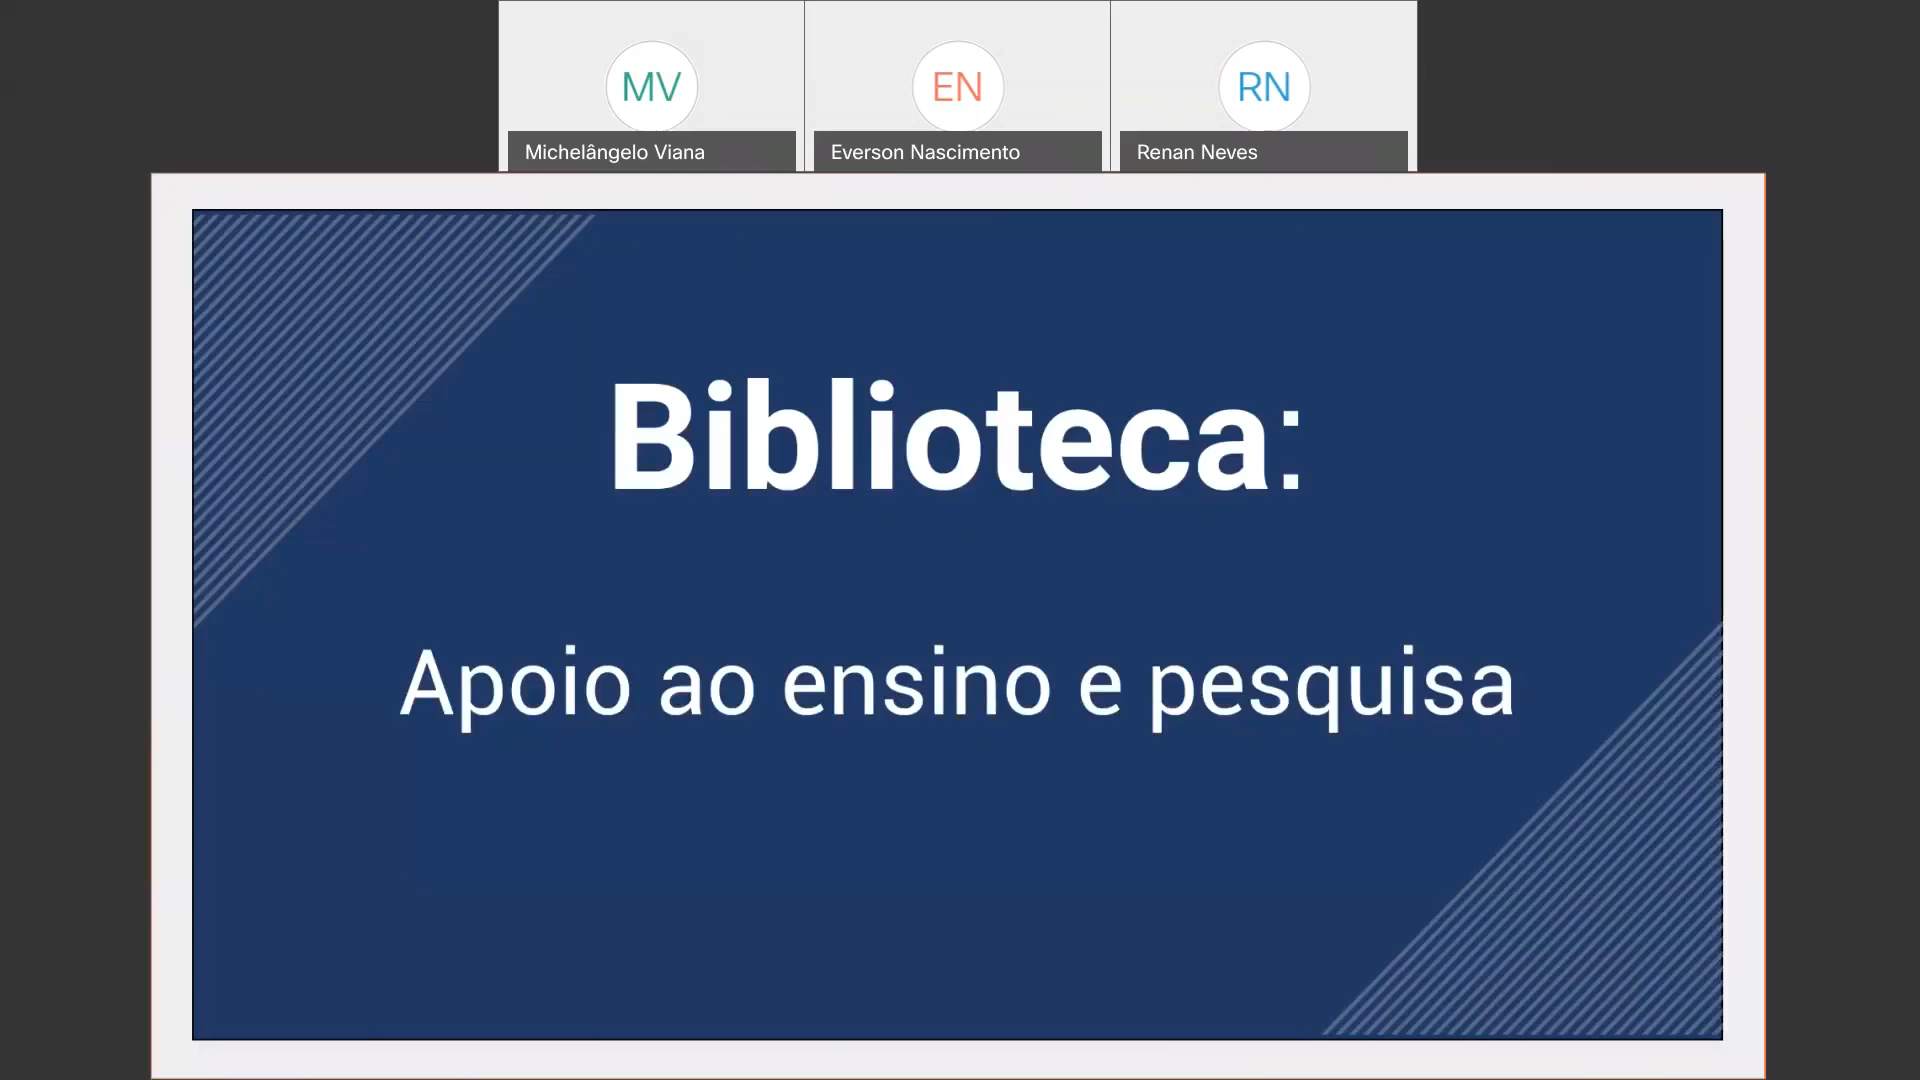 MV
EN
RN
Michelângelo Viana
Everson Nascimento
Renan Neves
Biblioteca:
Apoio ao ensino e pesquisa